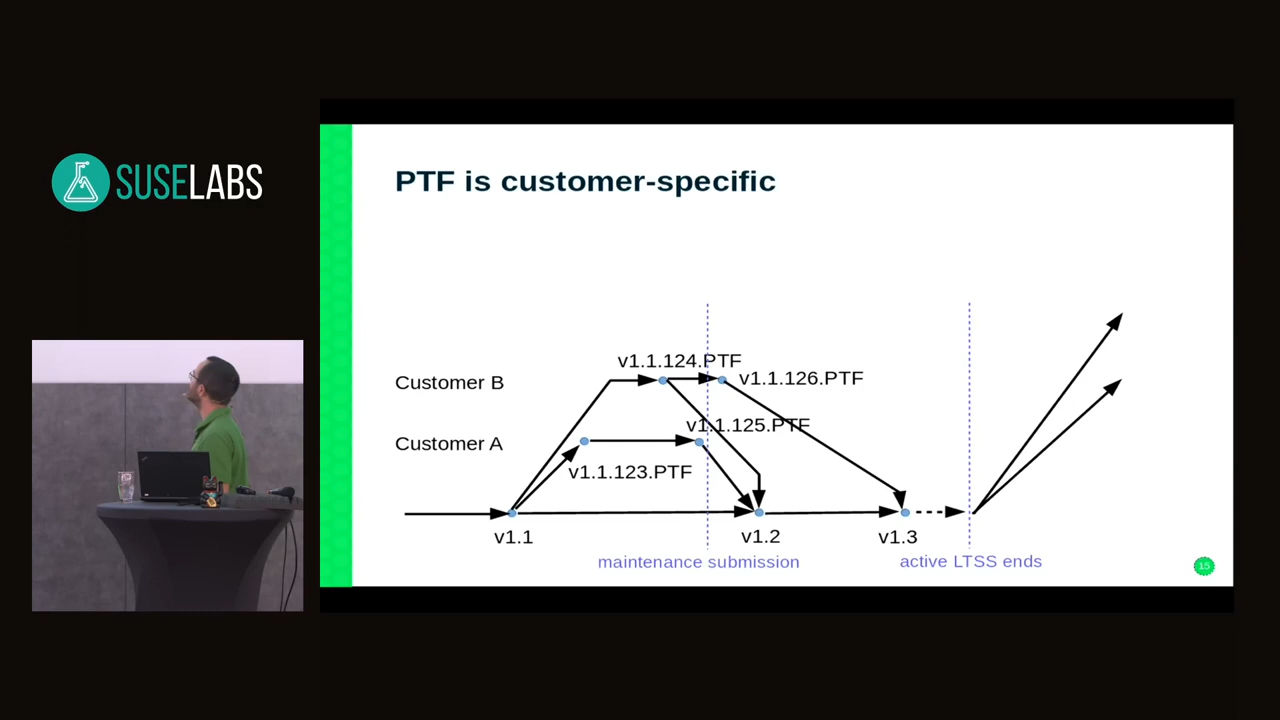 SUSELABS
PTF is customer-specific
v1.1.124.PTF
Customer B
v1.1.126.PTF
v1.1.125.PTF
Customer A
v1.1.123.PTF
v1.1
v1.2
v1.3
maintenance submission
active LTSS ends
15